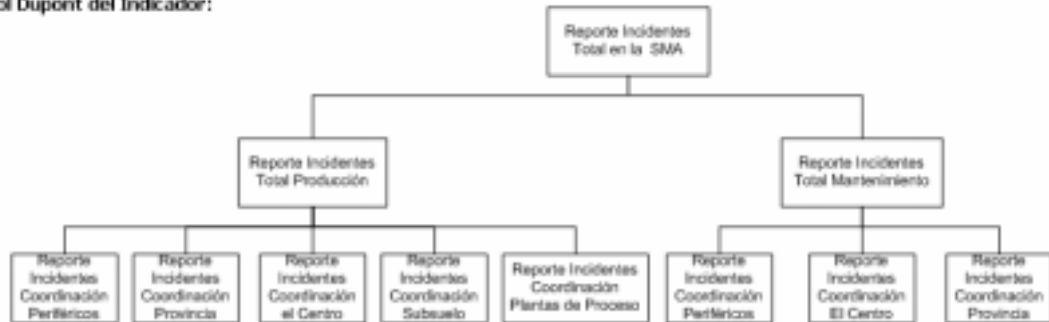 Dupont del Indicador:
Reporte Incidentes
Total en la SMA
Reporte Incidentes
Total Producción
Reporte Incidentes
Total Mantenimiento
Reporte
Incidentes
Coordinación
Periféricos
Reporte
Incidentes
Coordinación
Provincia
Reporte
Incidentes
Coordinación
el Centro
Reporte
Incidentes
Coordinación
Subsuelo
Reporte Incidentes
Coordinación
Plantas de Proceso
Reporte
Incidentes
Coordinación
Periféricos
Reporte
Incidentes
Coordinación
El Centro
Reporte
Incidentes
Coordinación
Provincia